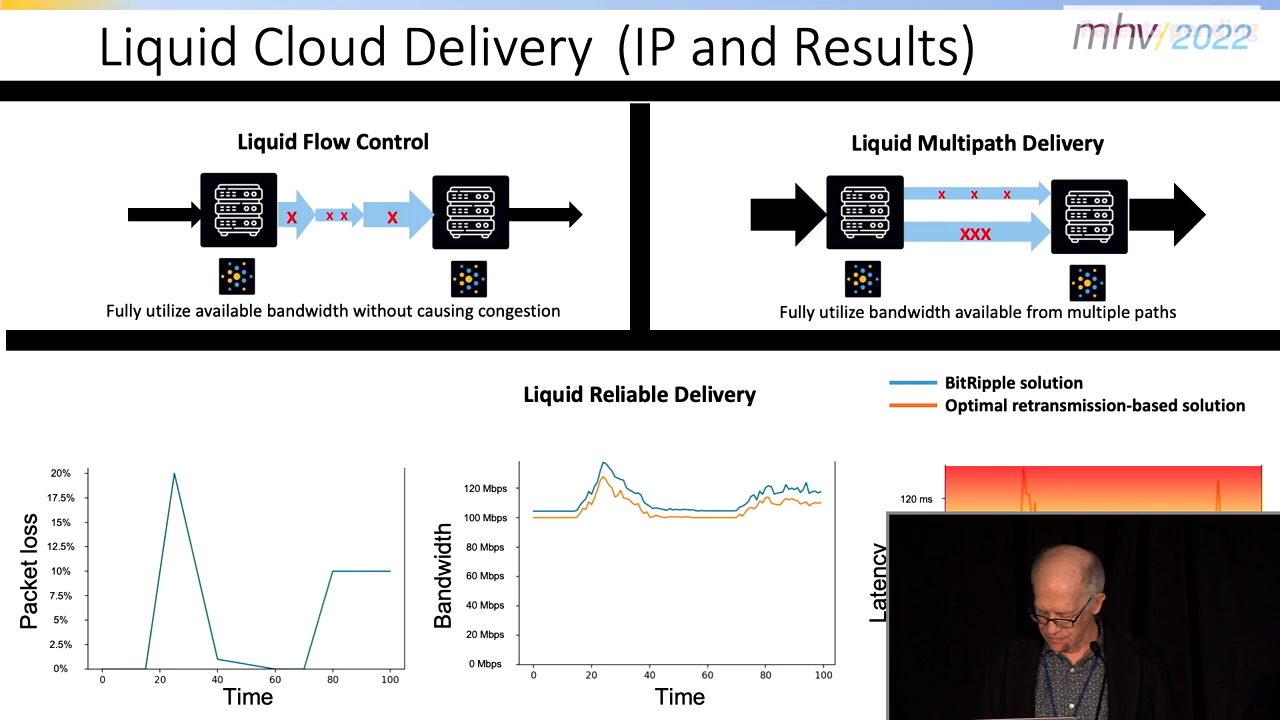 Liquid Cloud Delivery (IP and Results)
mhv/2022
Liquid Flow Control
X
x x
X
Fully utilize available bandwidth without causing congestion
Liquid Multipath Delivery
x x x
XXX
Fully utilize bandwidth available from multiple paths
Liquid Reliable Delivery
BitRipple solution
Optimal retransmission-based solution
Packet loss
20%
17.5%
15%
12.5%
10%
7.5%
5%
2.5%
0%
0 20 40 60 80 100
Time
Bandwidth
120 Mbps
100 Mbps
80 Mbps
60 Mbps
40 Mbps
20 Mbps
0 Mbps
0 20 40 60 80 100
Time
Latency
120 ms